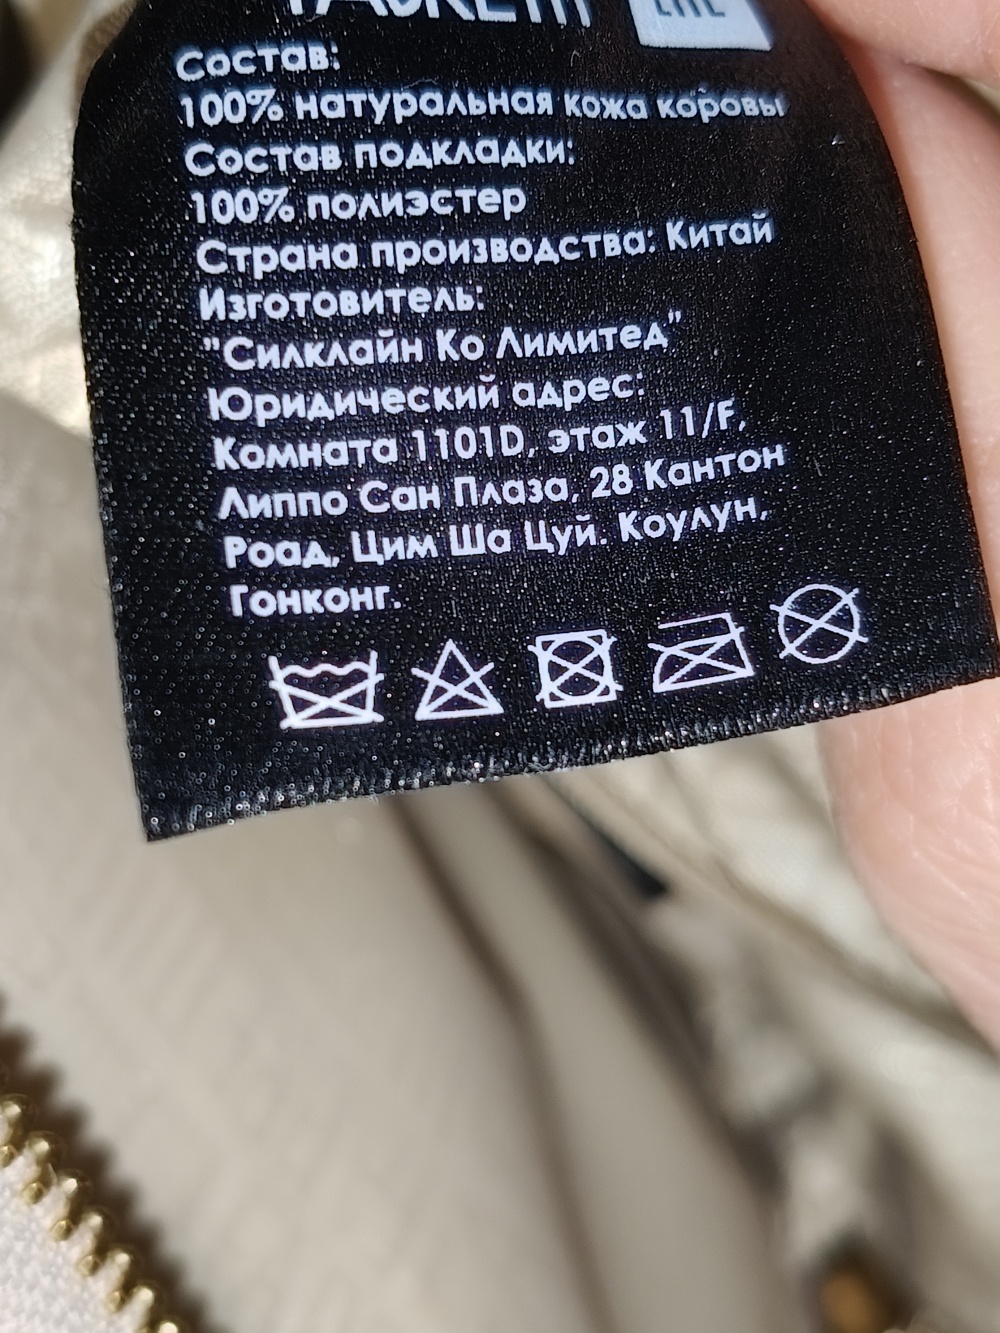 Состав:
100% натуральная кожа коровы
Состав подкладки:
100% полиэстер
Страна производства: Китай
Изготовитель:
"Силклайн Ко Лимитед"
Юридический адрес:
Комната 1101D, этаж 11/F,
Липпо Сан Плаза, 28 Кантон
Роад, Цим Ша Цуй. Коулун,
Гонконг.